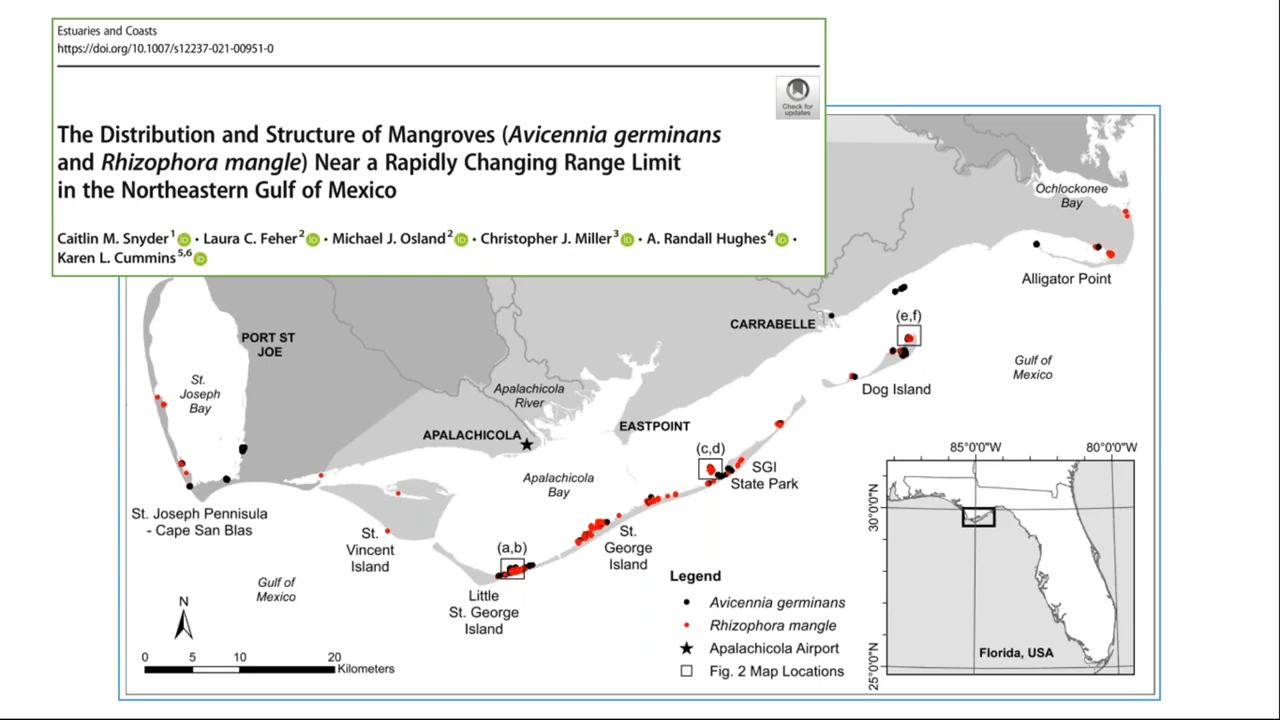 Estuaries and Coasts
https://doi.org/10.1007/s12237-021-00951-0
Check for
updates
The Distribution and Structure of Mangroves (Avicennia germinans
and Rhizophora mangle) Near a Rapidly Changing Range Limit
in the Northeastern Gulf of Mexico
Caitlin M. Snyder1 · Laura C. Feher2 · Michael J. Osland2 · Christopher J. Miller3 · A. Randall Hughes4 ·
Karen L. Cummins5,6
Ochlockonee
Bay
Alligator Point
(e,f)
CARRABELLE
PORT ST
JOE
Gulf of
Mexico
St.
Joseph
Bay
Apalachicola
River
Dog Island
EASTPOINT
APALACHICOLA
(c,d)
85°0'0"W
80°0'0"W
SGI
State Park
Apalachicola
Bay
30°0'0"N
St. Joseph Pennisula
- Cape San Blas
St.
Vincent
Island
St.
George
Island
(a,b)
Gulf of
Mexico
Little
St. George
Island
Legend
Avicennia germinans
Rhizophora mangle
Apalachicola Airport
Fig. 2 Map Locations
N
0 5 10 20
Kilometers
Florida, USA
25°0'0"N